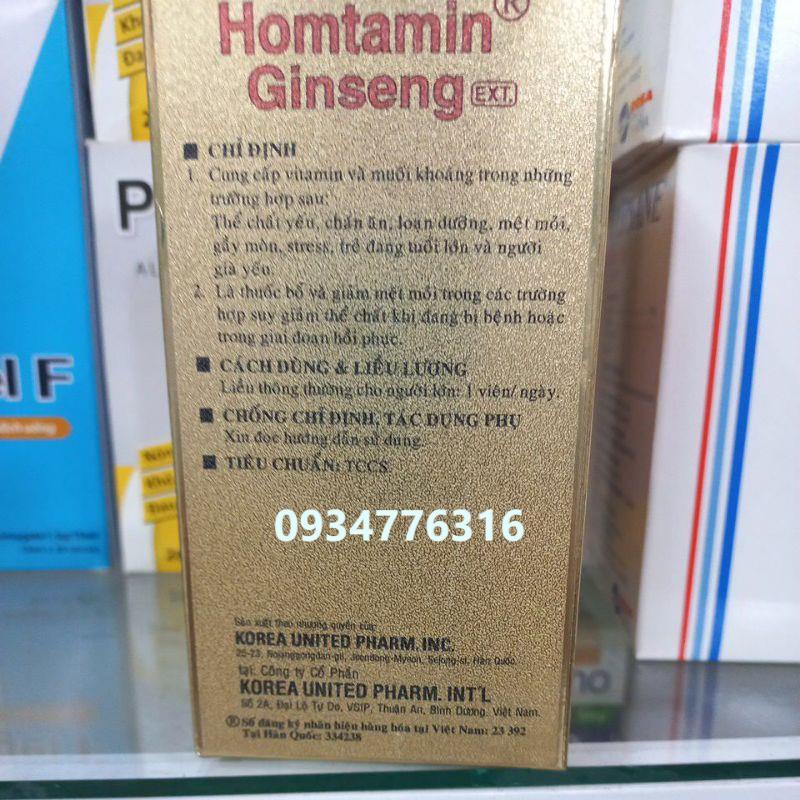 Homtamin®
Ginseng EXT.
CHỈ ĐỊNH
1. Cung cấp vitamin và muối khoáng trong những
trường hợp sau:
Thể chất yếu, chán ăn, loạn dưỡng, mệt mỏi,
gầy mòn, stress, trẻ đang tuổi lớn và người
già yếu.
2. Là thuốc bổ và giảm mệt mỏi trong các trường
hợp suy giảm thể chất khi đang bị bệnh hoặc
trong giai đoạn hồi phục.
CÁCH DÙNG & LIỀU LƯỢNG
Liều thông thường cho người lớn: 1 viên/ ngày.
CHỐNG CHỈ ĐỊNH, TÁC DỤNG PHỤ
Xin đọc hướng dẫn sử dụng.
TIÊU CHUẨN: TCCS
0934776316
Sản xuất theo nhượng quyền của:
KOREA UNITED PHARM. INC.
25-23, Nojanggongdan-gil, Jeondong-Myeon, Sejong-si, Hàn Quốc
tại: Công ty Cổ Phần
KOREA UNITED PHARM. INT'L
Số 2A, Đại Lộ Tự Do, VSIP, Thuận An, Bình Dương. Việt Nam.
® Số đăng ký nhãn hiệu hàng hóa tại Việt Nam: 23 392
Tại Hàn Quốc: 334238
el F
P